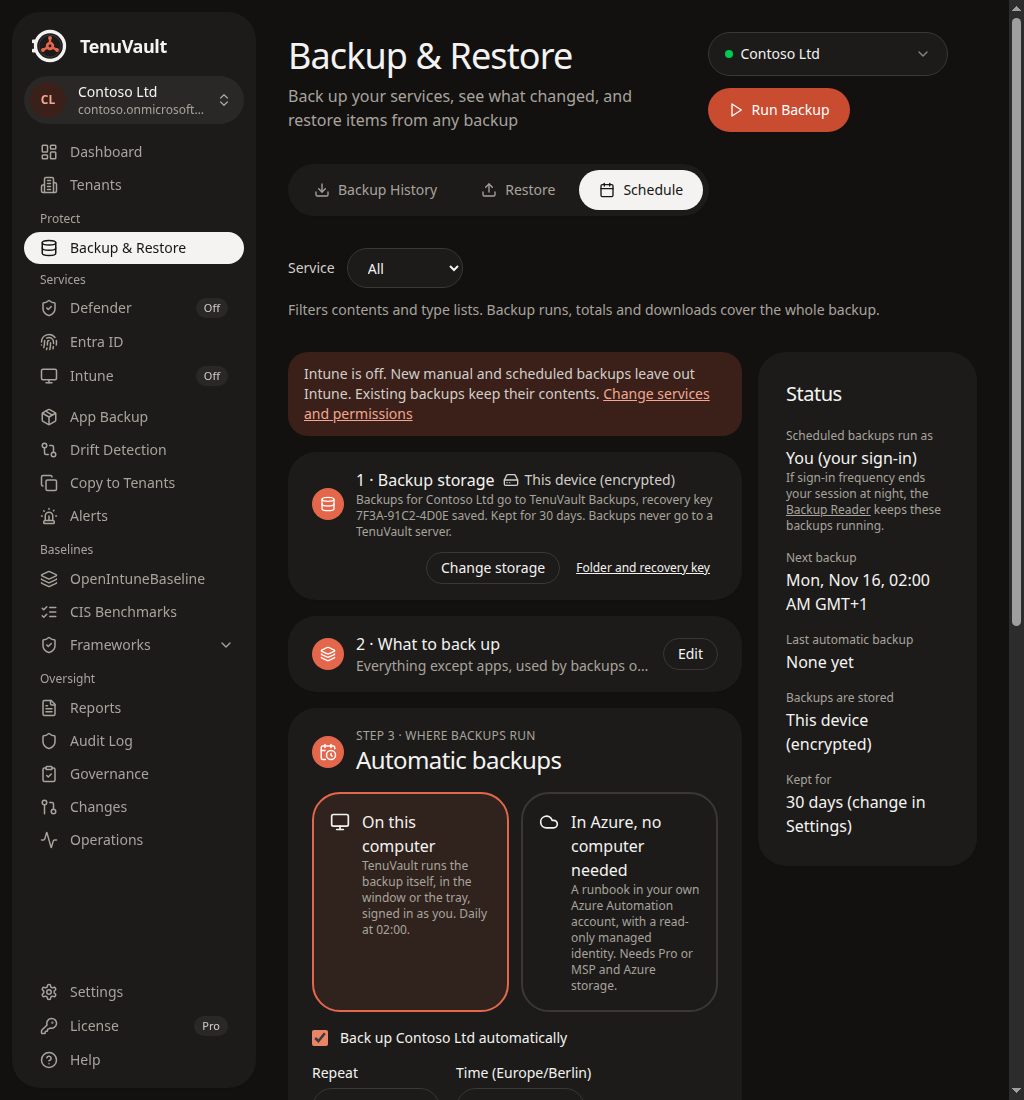 TenuVault
CL
Contoso Ltd
contoso.onmicrosoft...
Dashboard
Tenants
Protect
Backup & Restore
Services
Defender
Off
Entra ID
Intune
Off
App Backup
Drift Detection
Copy to Tenants
Alerts
Baselines
OpenIntuneBaseline
CIS Benchmarks
Frameworks
Oversight
Reports
Audit Log
Governance
Changes
Operations
Settings
License
Pro
Help
Backup & Restore
Back up your services, see what changed, and
restore items from any backup
Contoso Ltd
Run Backup
Backup History
Restore
Schedule
Service
All
Filters contents and type lists. Backup runs, totals and downloads cover the whole backup.
Intune is off. New manual and scheduled backups leave out
Intune. Existing backups keep their contents. Change services
and permissions
1 · Backup storage
This device (encrypted)
Backups for Contoso Ltd go to TenuVault Backups, recovery key
7F3A-91C2-4D0E saved. Kept for 30 days. Backups never go to a
TenuVault server.
Change storage
Folder and recovery key
2 · What to back up
Everything except apps, used by backups o...
Edit
STEP 3 · WHERE BACKUPS RUN
Automatic backups
On this
computer
TenuVault runs the
backup itself, in the
window or the tray,
signed in as you. Daily
at 02:00.
In Azure, no
computer
needed
A runbook in your own
Azure Automation
account, with a read-
only managed
identity. Needs Pro or
MSP and Azure
storage.
Back up Contoso Ltd automatically
Repeat
Time (Europe/Berlin)
Status
Scheduled backups run as
You (your sign-in)
If sign-in frequency ends
your session at night, the
Backup Reader keeps these
backups running.
Next backup
Mon, Nov 16, 02:00
AM GMT+1
Last automatic backup
None yet
Backups are stored
This device
(encrypted)
Kept for
30 days (change in
Settings)